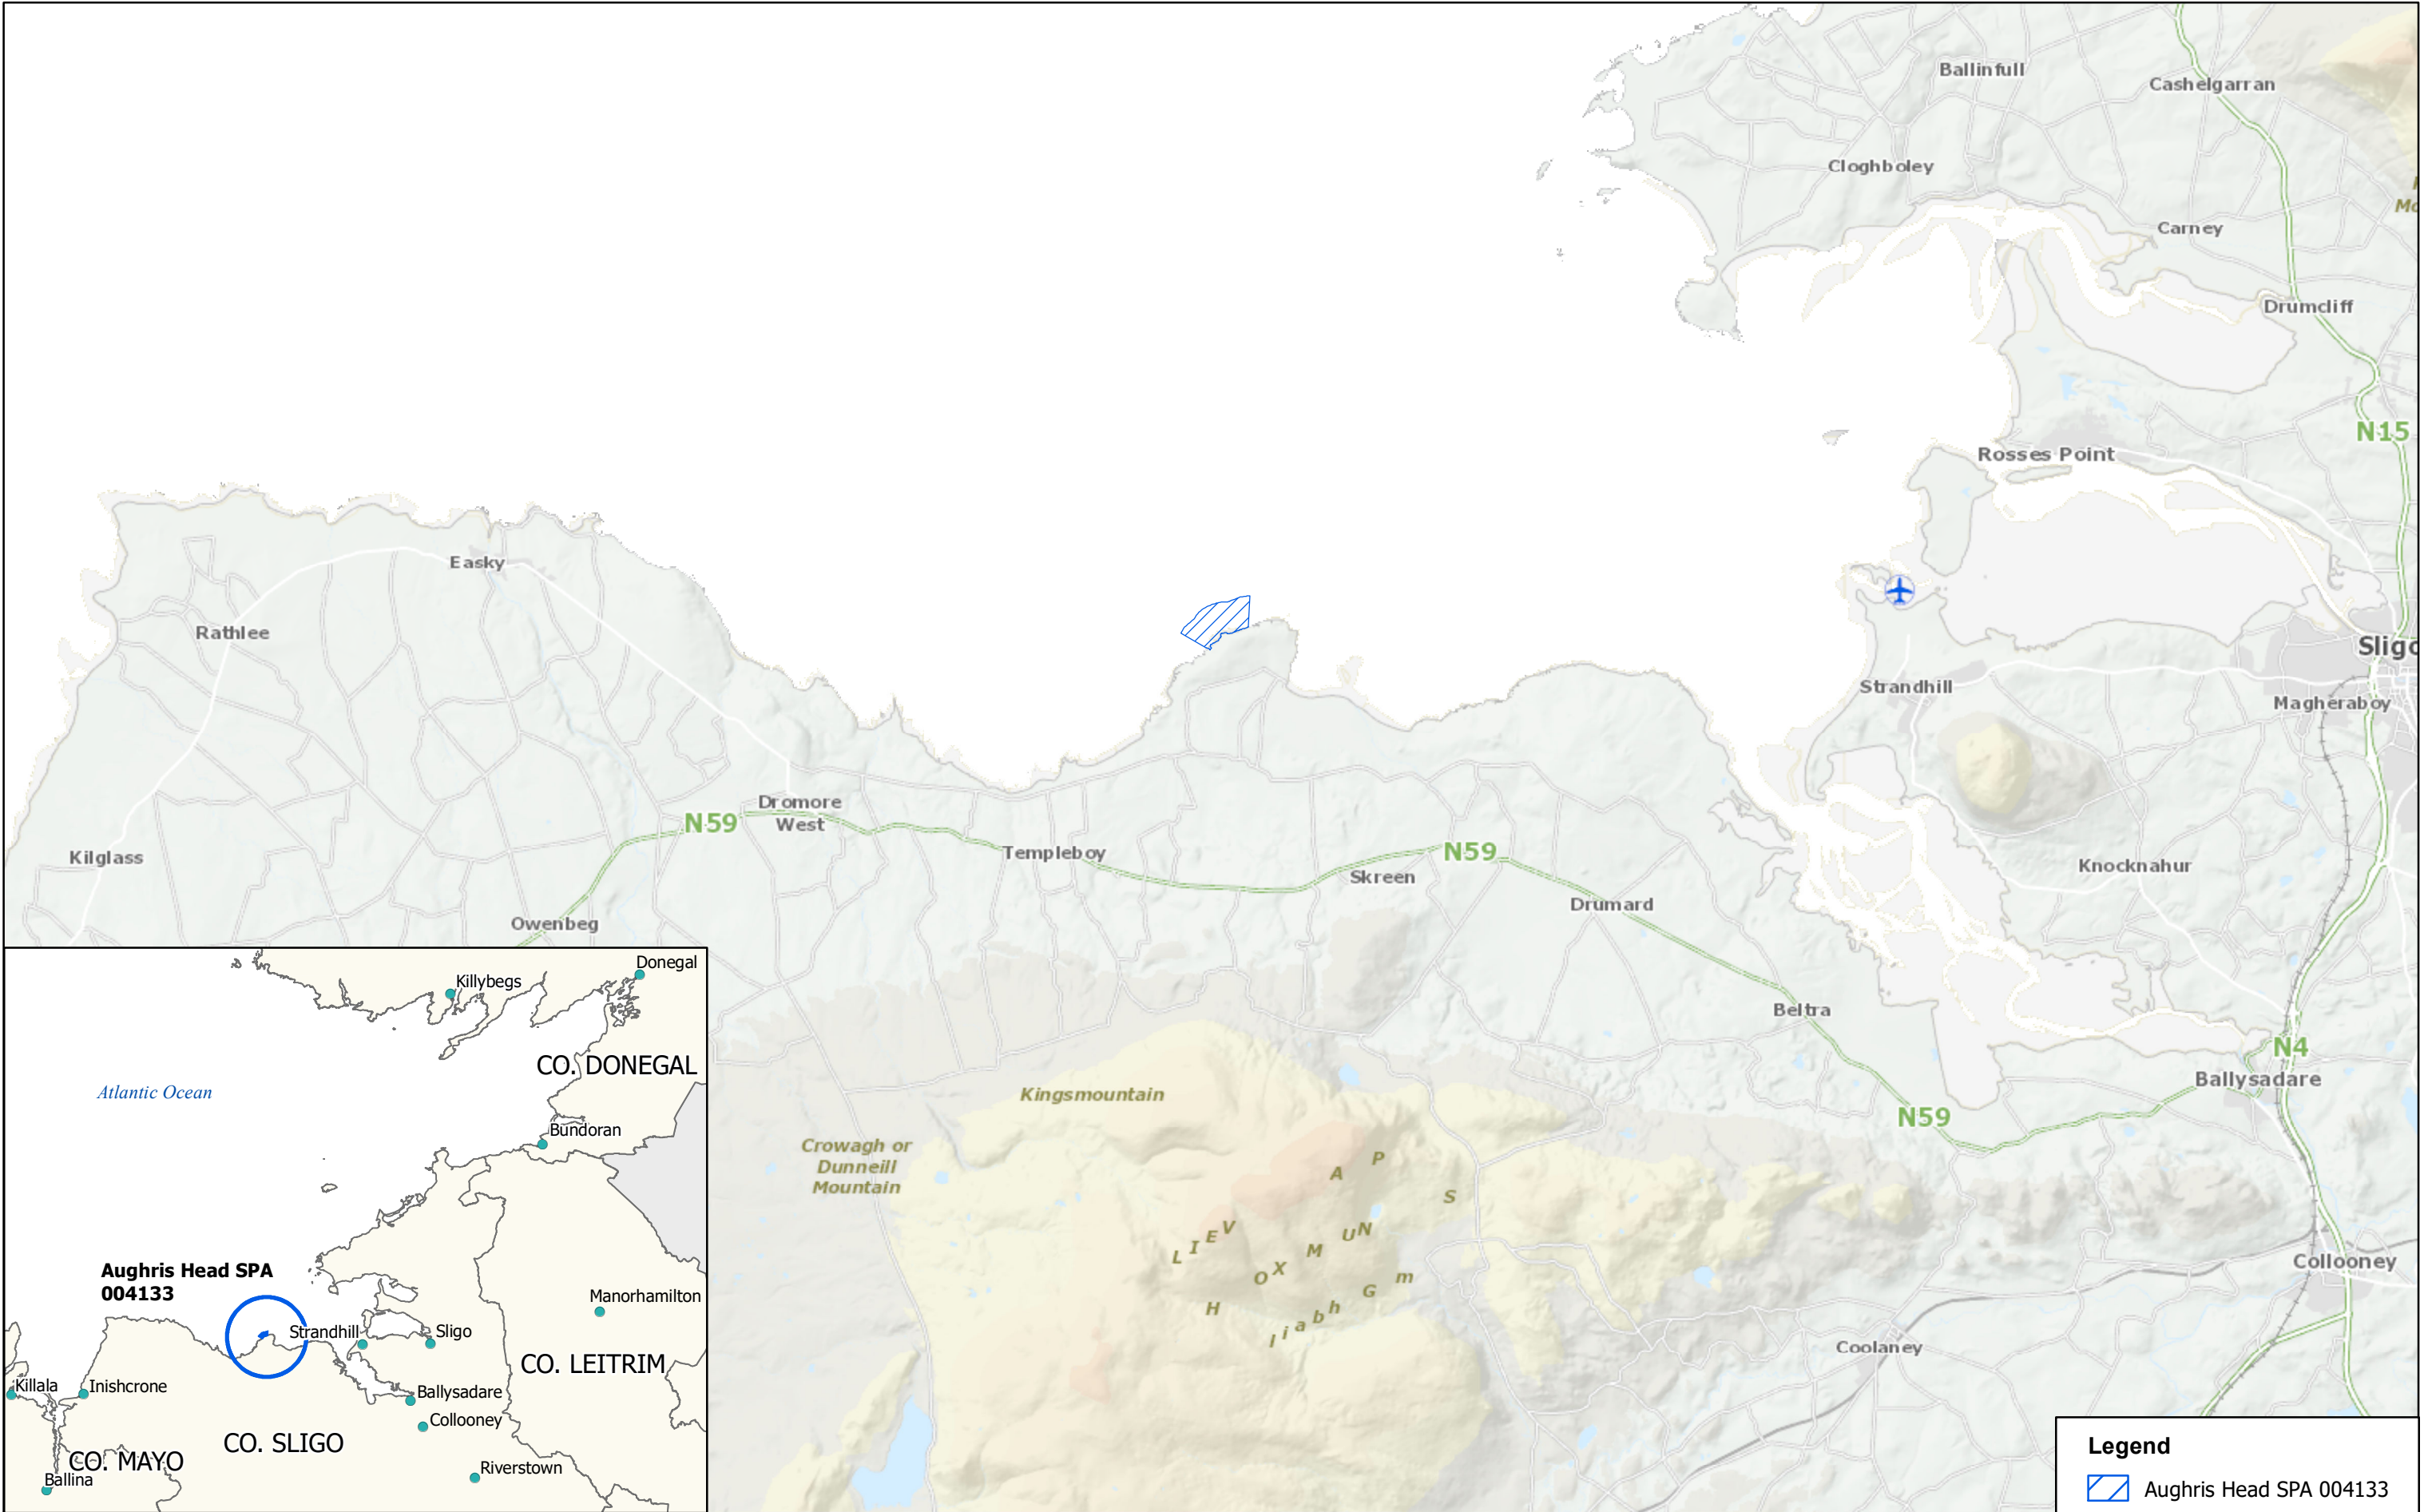 Ballinfull
Cashelgarran
Cloghboley
Carney
Drumcliff
N15
Rosses Point
Easky
Rathlee
Sligo
Strandhill
Magheraboy
Dromore
West
N59
Templeboy
N59
Skreen
Kilglass
Knocknahur
Drumard
Owenbeg
Beltra
N4
Ballysadare
Kingsmountain
N59
Crowagh or
Dunneill
Mountain
S L I E V G A M P H
O X M O U N
l i a b h
G
m
A P
S
H
Collooney
Coolaney
Donegal
Killybegs
CO. DONEGAL
Atlantic Ocean
Bundoran
Aughris Head SPA
004133
Manorhamilton
Strandhill
Sligo
CO. LEITRIM
Killala
Inishcrone
Ballysadare
Collooney
CO. SLIGO
CO. MAYO
Ballina
Riverstown
Legend
Aughris Head SPA 004133